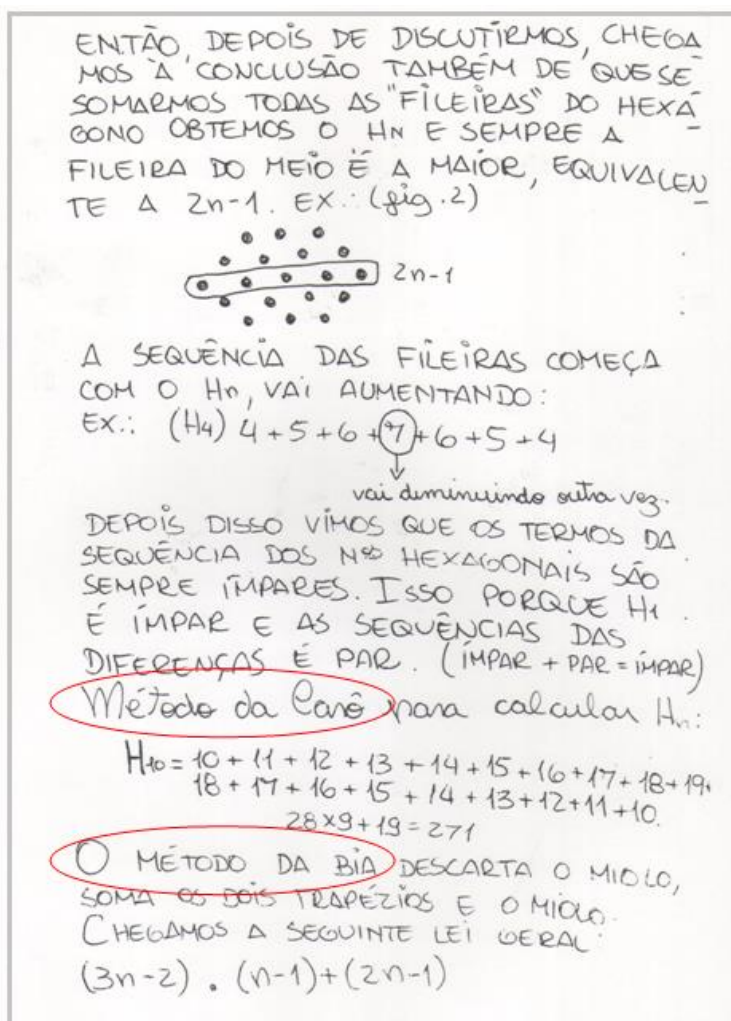 ENTÃO, DEPOIS DE DISCUTIRMOS, CHEGA
MOS À CONCLUSÃO TAMBÉM DE QUE SE
SOMARMOS TODAS AS "FILEIRAS" DO HEXÁ
GONO OBTEMOS O HN E SEMPRE A
FILEIRA DO MEIO É A MAIOR, EQUIVALEN
TE A 2n-1. EX.: (fig. 2)
2n-1
A SEQUÊNCIA DAS FILEIRAS COMEÇA
COM O Hn, VAI AUMENTANDO:
EX.: (H4) 4+5+6+7+6+5+4
vai diminuindo outra vez.
DEPOIS DISSO VIMOS QUE OS TERMOS DA
SEQUÊNCIA DOS Nºs HEXAGONAIS SÃO
SEMPRE ÍMPARES. ISSO PORQUE H1
É ÍMPAR E AS SEQUÊNCIAS DAS
DIFERENÇAS É PAR. (ÍMPAR + PAR = ÍMPAR)
Método da Carô para calcular Hn:
H10 = 10 + 11 + 12 + 13 + 14 + 15 + 16 + 17 + 18 + 19+
18 + 17 + 16 + 15 + 14 + 13 + 12 + 11 + 10.
28×9+19=271
O MÉTODO DA BIA DESCARTA O MIOLO,
SOMA OS DOIS TRAPÉZIOS E O MIOLO.
CHEGAMOS A SEGUINTE LEI GERAL:
(3n-2) . (n-1)+(2n-1)